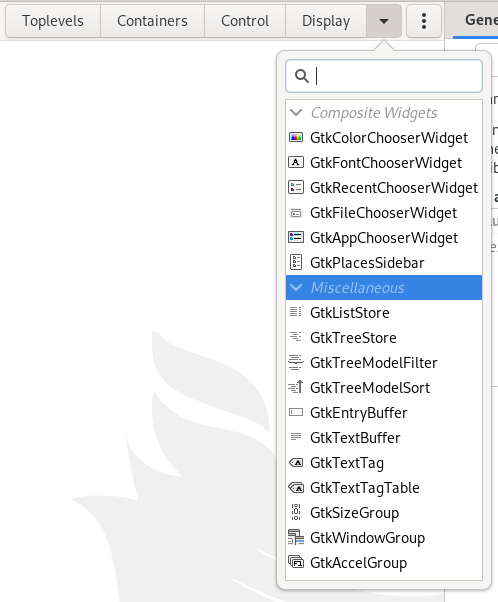 Toplevels Containers Control Display Gene
Composite Widgets
GtkColorChooserWidget
GtkFontChooserWidget
GtkRecentChooserWidget
GtkFileChooserWidget
GtkAppChooserWidget
GtkPlacesSidebar
Miscellaneous
GtkListStore
GtkTreeStore
GtkTreeModelFilter
GtkTreeModelSort
GtkEntryBuffer
GtkTextBuffer
GtkTextTag
GtkTextTagTable
GtkSizeGroup
GtkWindowGroup
GtkAccelGroup